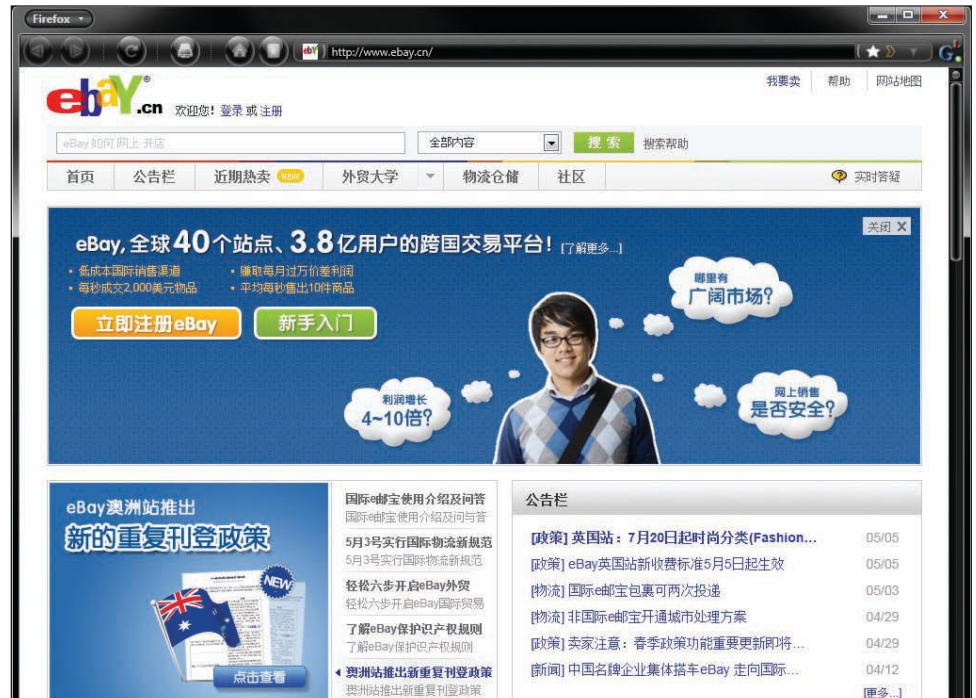 Firefox
http://www.ebay.cn/
ebaY®.cn 欢迎您! 登录 或 注册
我要卖 帮助 网站地图
eBay 如何 网上 开店 全部内容 搜索 搜索帮助
首页 公告栏 近期热卖 NEW 外贸大学 物流仓储 社区 实时答疑
关闭 X
eBay, 全球40个站点、3.8亿用户的跨国交易平台! [了解更多...]
• 低成本国际销售渠道 • 赚取每月过万价差利润
• 每秒成交2,000美元物品 • 平均每秒售出10件商品
立即注册eBay 新手入门
哪里有
广阔市场?
利润增长
4~10倍?
网上销售
是否安全?
eBay澳洲站推出
新的重复刊登政策
NEW
点击查看
国际e邮宝使用介绍及问答
国际e邮宝使用介绍及问与答
5月3号实行国际物流新规范
5月3号实行国际物流新规范
轻松六步开启eBay外贸
轻松六步开启eBay国际贸易
了解eBay保护识产权规则
了解eBay保护识产权规则
澳洲站推出新重复刊登政策
澳洲站推出新重复刊登政策
公告栏
[政策] 英国站：7月20日起时尚分类(Fashion... 05/05
[政策] eBay英国站新收费标准5月5日起生效 05/05
[物流] 国际e邮宝包裹可两次投递 05/03
[物流] 非国际e邮宝开通城市处理方案 04/29
[政策] 卖家注意：春季政策功能重要更新即将... 04/29
[新闻] 中国名牌企业集体搭车eBay 走向国际... 04/12
[更多...]